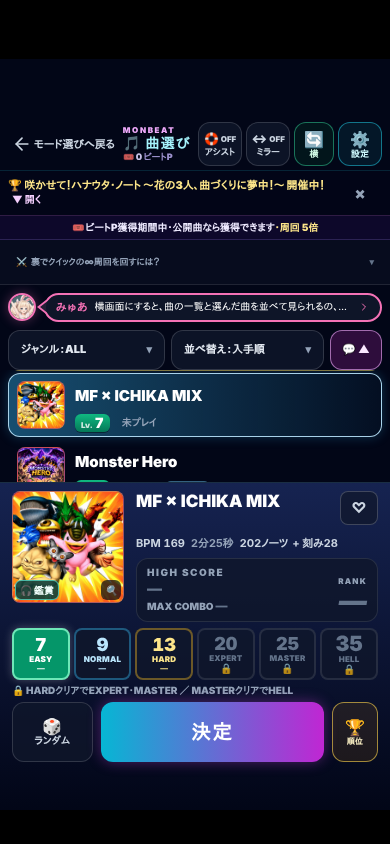 MONBEAT
← モード選びへ戻る
🎵 曲選び
🎟 0 ビートP
OFF
アシスト
↔ OFF
ミラー
横
設定
🏆 咲かせて!ハナウタ・ノート 〜花の3人、曲づくりに夢中!〜 開催中!
▼ 開く
✖
🎟 ビートP獲得期間中・公開曲なら獲得できます・周回 5倍
⚔ 裏でクイックの∞周回を回すには?
▼
みゅあ 横画面にすると、曲の一覧と選んだ曲を並べて見られるの、... ›
ジャンル:ALL ▼
並べ替え:入手順 ▼
💬 ▲
MF × ICHIKA MIX
Lv. 7 未プレイ
MONSTER HERO
Monster Hero
MF × ICHIKA MIX
♡
BPM 169 2分25秒 202ノーツ + 刻み28
🎧 鑑賞
🔍
HIGH SCORE
—
MAX COMBO —
RANK
—
7 EASY —
9 NORMAL —
13 HARD —
20 EXPERT 🔒
25 MASTER 🔒
35 HELL 🔒
🔒 HARDクリアでEXPERT・MASTER ／ MASTERクリアでHELL
🎲 ランダム
決定
🏆 順位